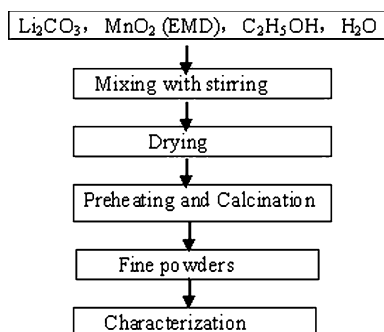 Li₂CO₃, MnO₂ (EMD), C₂H₅OH, H₂O
Mixing with stirring
Drying
Preheating and Calcination
Fine powders
Characterization